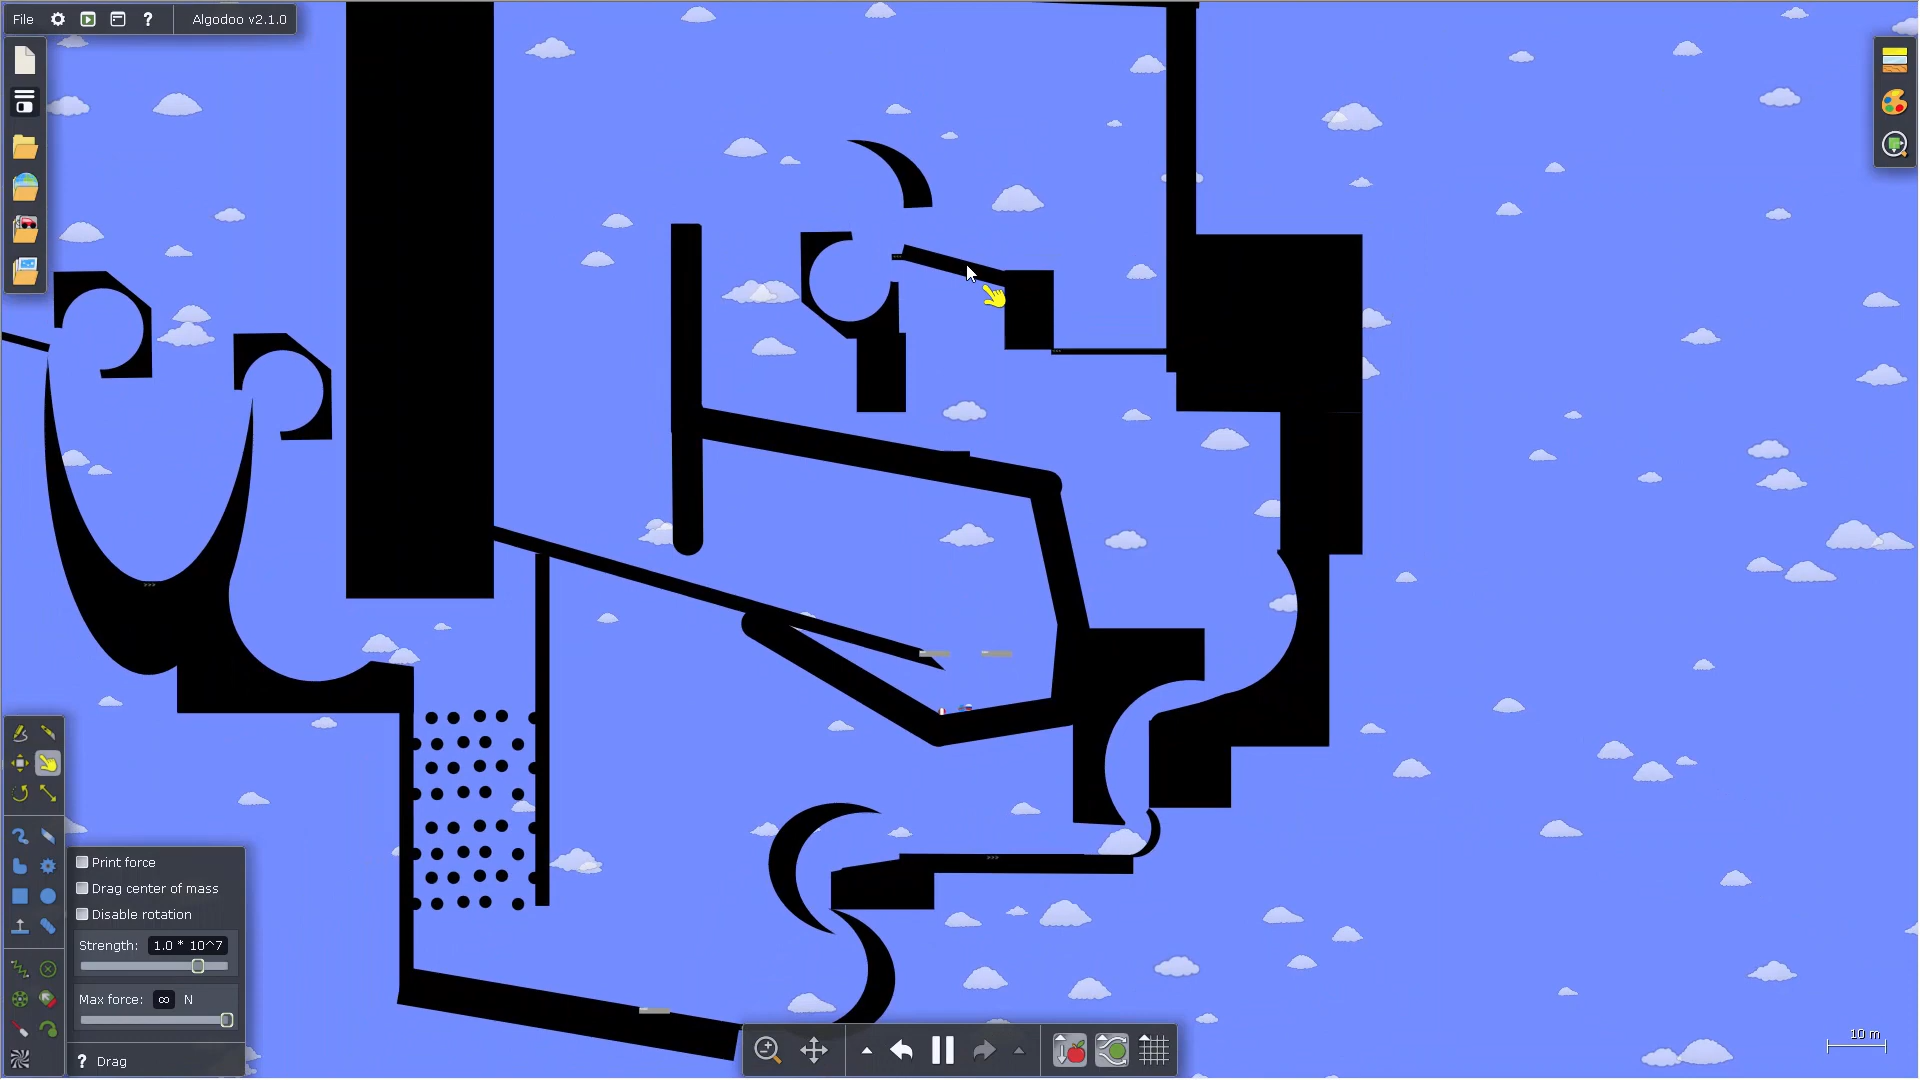 File ? Algodoo v2.1.0
Print force
Drag center of mass
Disable rotation
Strength: 1.0 * 10^7
Max force: ∞ N
? Drag
10 m